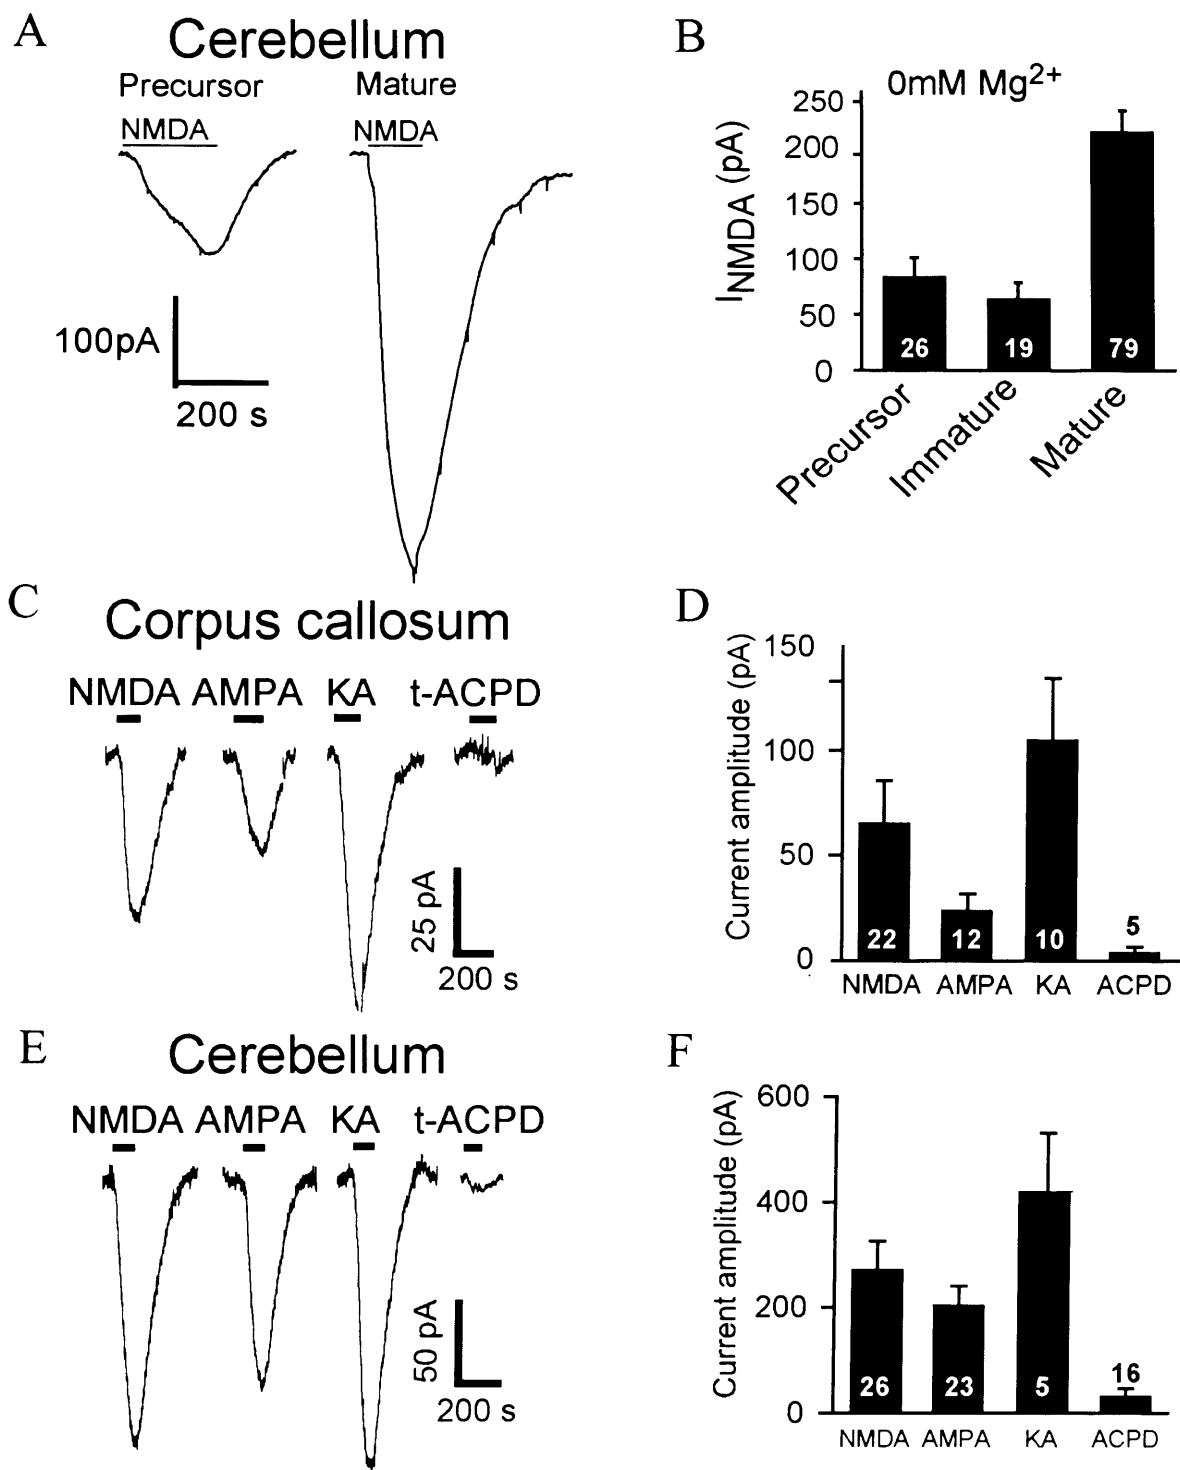 A
Cerebellum
Precursor Mature
NMDA NMDA
100pA
200 s
B
0mM Mg2+
INMDA (pA)
250
200
150
100
50
0
26 19 79
Precursor Immature Mature
C
Corpus callosum
NMDA AMPA KA t-ACPD
25 pA
200 s
D
Current amplitude (pA)
150
100
50
0
22 12 10 5
NMDA AMPA KA ACPD
E
Cerebellum
NMDA AMPA KA t-ACPD
50 pA
200 s
F
Current amplitude (pA)
600
400
200
0
26 23 5 16
NMDA AMPA KA ACPD